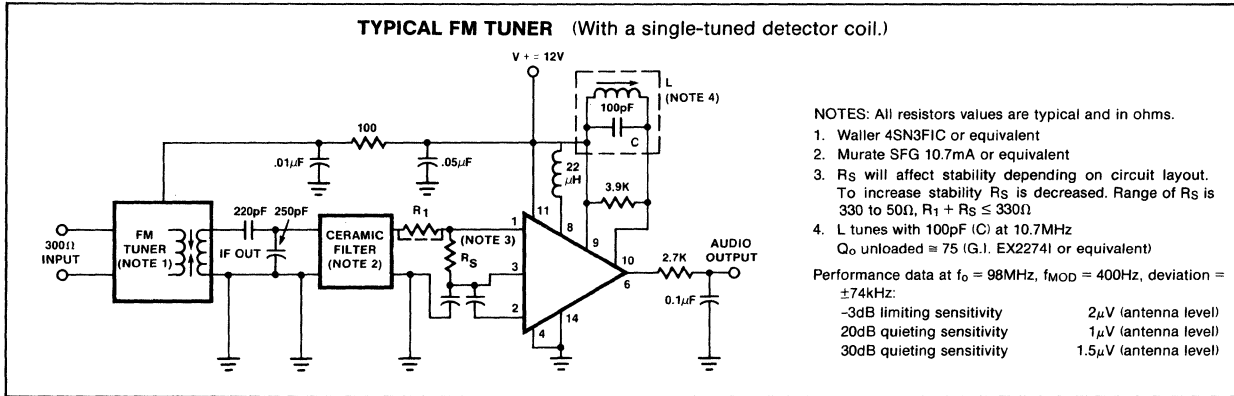 TYPICAL FM TUNER (With a single-tuned detector coil.)
V + = 12V
L
(NOTE 4)
100pF
C
100
.01µF
.05µF
22
µH
3.9K
11
8
9
10
6
220pF
250pF
R1
1
(NOTE 3)
RS
3
2
4
14
300Ω
INPUT
FM
TUNER
(NOTE 1)
IF OUT
CERAMIC
FILTER
(NOTE 2)
2.7K
AUDIO
OUTPUT
0.1µF
NOTES: All resistors values are typical and in ohms.
1. Waller 4SN3FIC or equivalent
2. Murate SFG 10.7mA or equivalent
3. RS will affect stability depending on circuit layout.
To increase stability RS is decreased. Range of RS is
330 to 50Ω, R1 + RS ≤ 330Ω
4. L tunes with 100pF (C) at 10.7MHz
Qo unloaded ≅ 75 (G.I. EX22741 or equivalent)
Performance data at fo = 98MHz, fMOD = 400Hz, deviation =
±74kHz:
-3dB limiting sensitivity 2µV (antenna level)
20dB quieting sensitivity 1µV (antenna level)
30dB quieting sensitivity 1.5µV (antenna level)